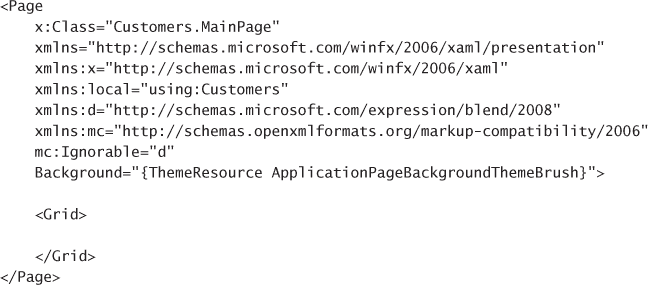 <Page
    x:Class="Customers.MainPage"
    xmlns="http://schemas.microsoft.com/winfx/2006/xaml/presentation"
    xmlns:x="http://schemas.microsoft.com/winfx/2006/xaml"
    xmlns:local="using:Customers"
    xmlns:d="http://schemas.microsoft.com/expression/blend/2008"
    xmlns:mc="http://schemas.openxmlformats.org/markup-compatibility/2006"
    mc:Ignorable="d"
    Background="{ThemeResource ApplicationPageBackgroundThemeBrush}">

    <Grid>

    </Grid>
</Page>